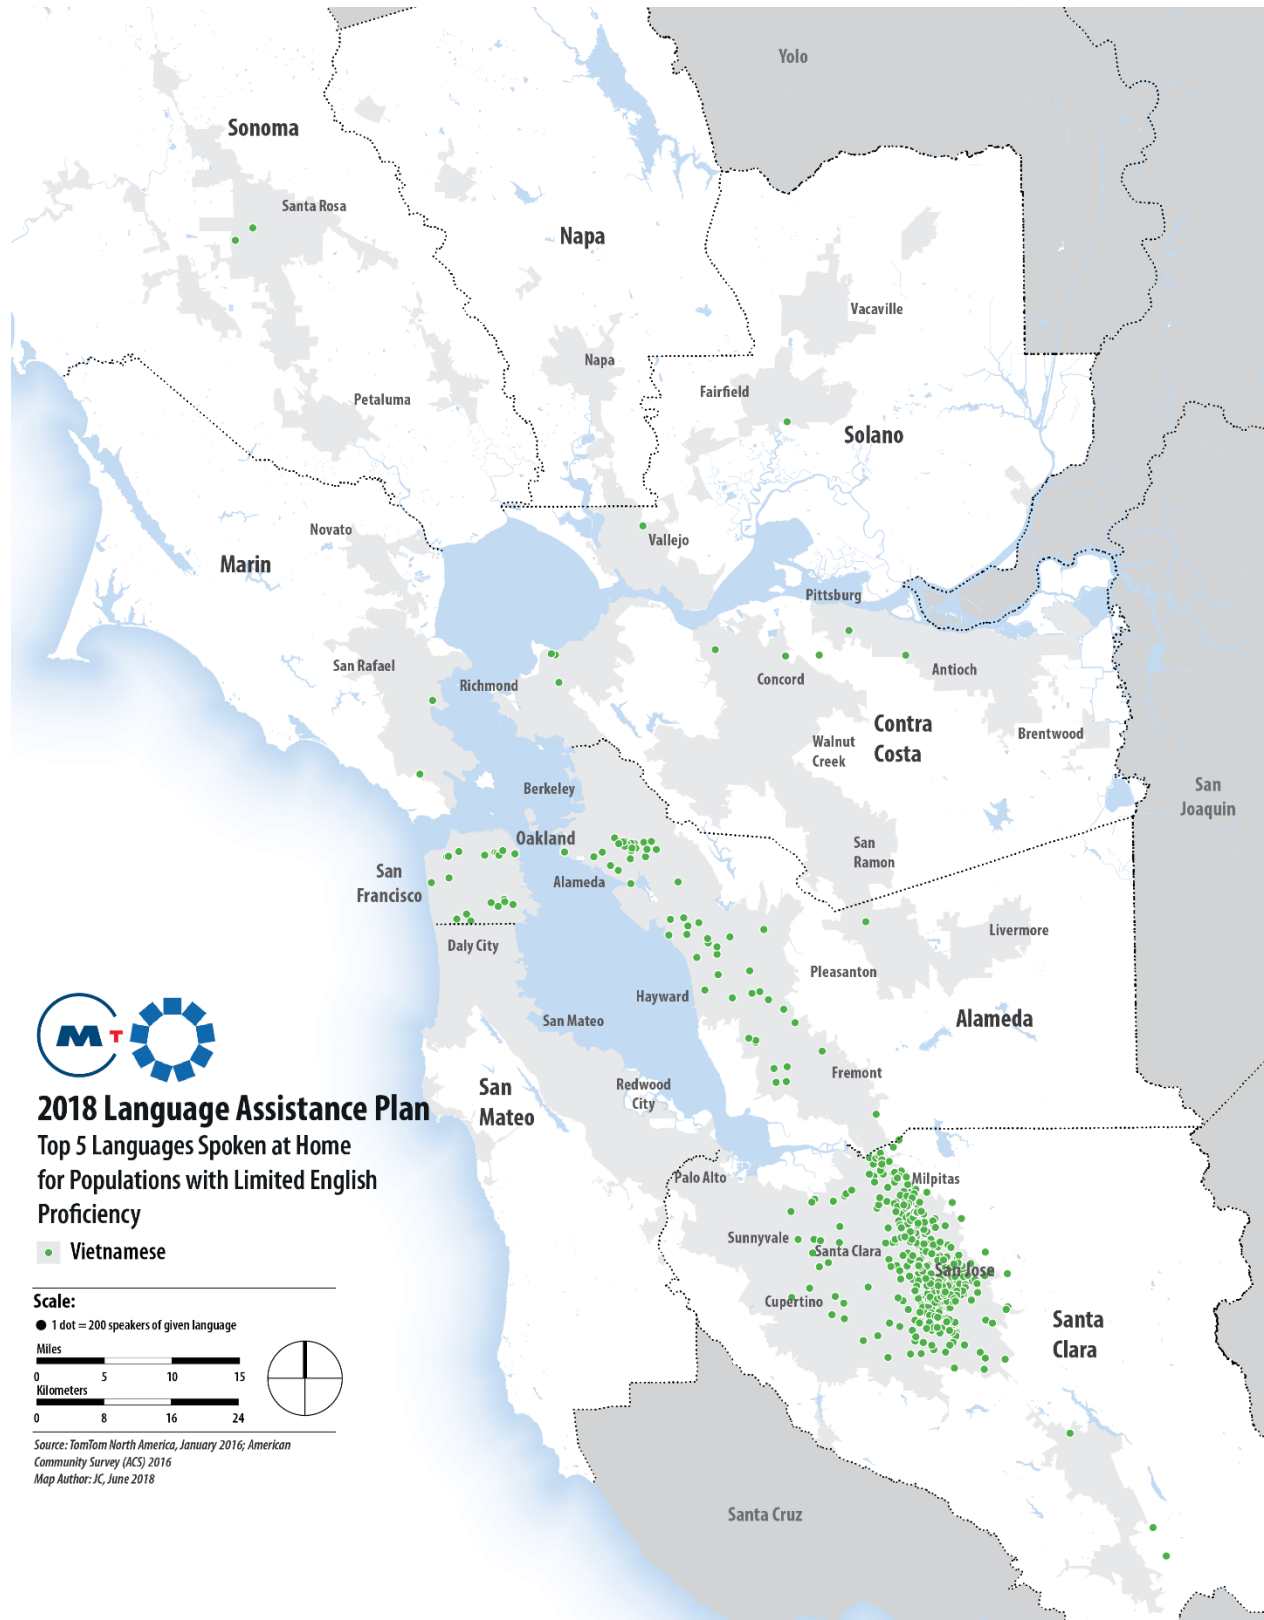 Yolo
Sonoma
Santa Rosa
Napa
Vacaville
Napa
Fairfield
Petaluma
Solano
Novato
Vallejo
Marin
Pittsburg
San Rafael
Richmond
Concord
Antioch
Contra
Costa
Brentwood
Walnut
Creek
Berkeley
San
Joaquin
Oakland
San
Ramon
San
Francisco
Alameda
Livermore
Daly City
Pleasanton
Hayward
San Mateo
Alameda
Fremont
Redwood
City
San
Mateo
Palo Alto
Milpitas
Sunnyvale
Santa Clara
San Jose
Cupertino
Santa
Clara
Santa Cruz
M T
2018 Language Assistance Plan
Top 5 Languages Spoken at Home
for Populations with Limited English
Proficiency
Vietnamese
Scale:
1 dot = 200 speakers of given language
Miles
0 5 10 15
Kilometers
0 8 16 24
Source: TomTom North America, January 2016; American
Community Survey (ACS) 2016
Map Author: JC, June 2018